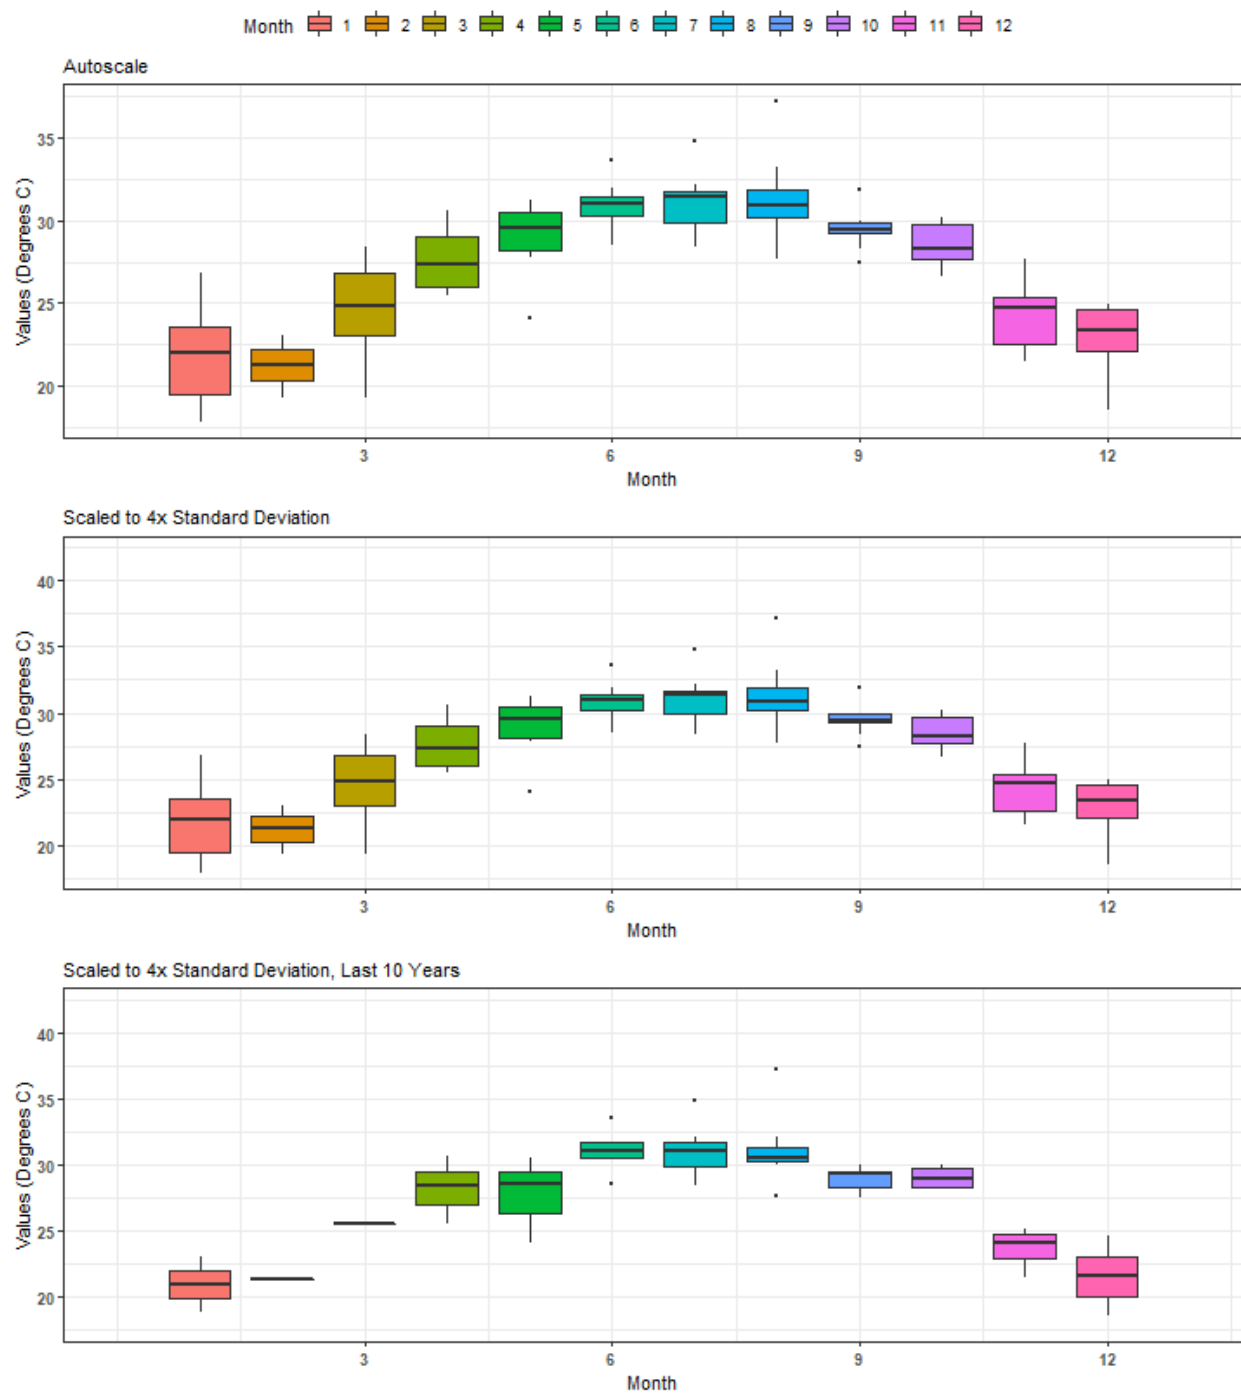 Month 1 2 3 4 5 6 7 8 9 10 11 12
Autoscale
Values (Degrees C)
35
30
25
20
3 6 9 12
Month
Scaled to 4x Standard Deviation
Values (Degrees C)
40
35
30
25
20
3 6 9 12
Month
Scaled to 4x Standard Deviation, Last 10 Years
Values (Degrees C)
40
35
30
25
20
3 6 9 12
Month